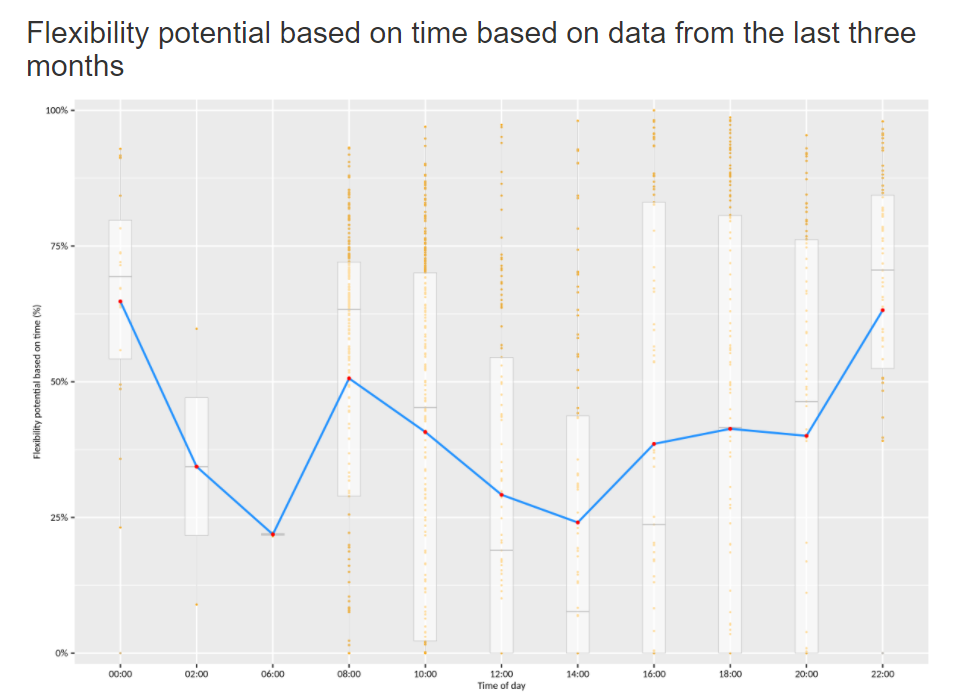 Flexibility potential based on time based on data from the last three
months
100%
75%
50%
25%
0%
Flexibility potential based on time (%)
00:00 02:00 06:00 08:00 10:00 12:00 14:00 16:00 18:00 20:00 22:00
Time of day